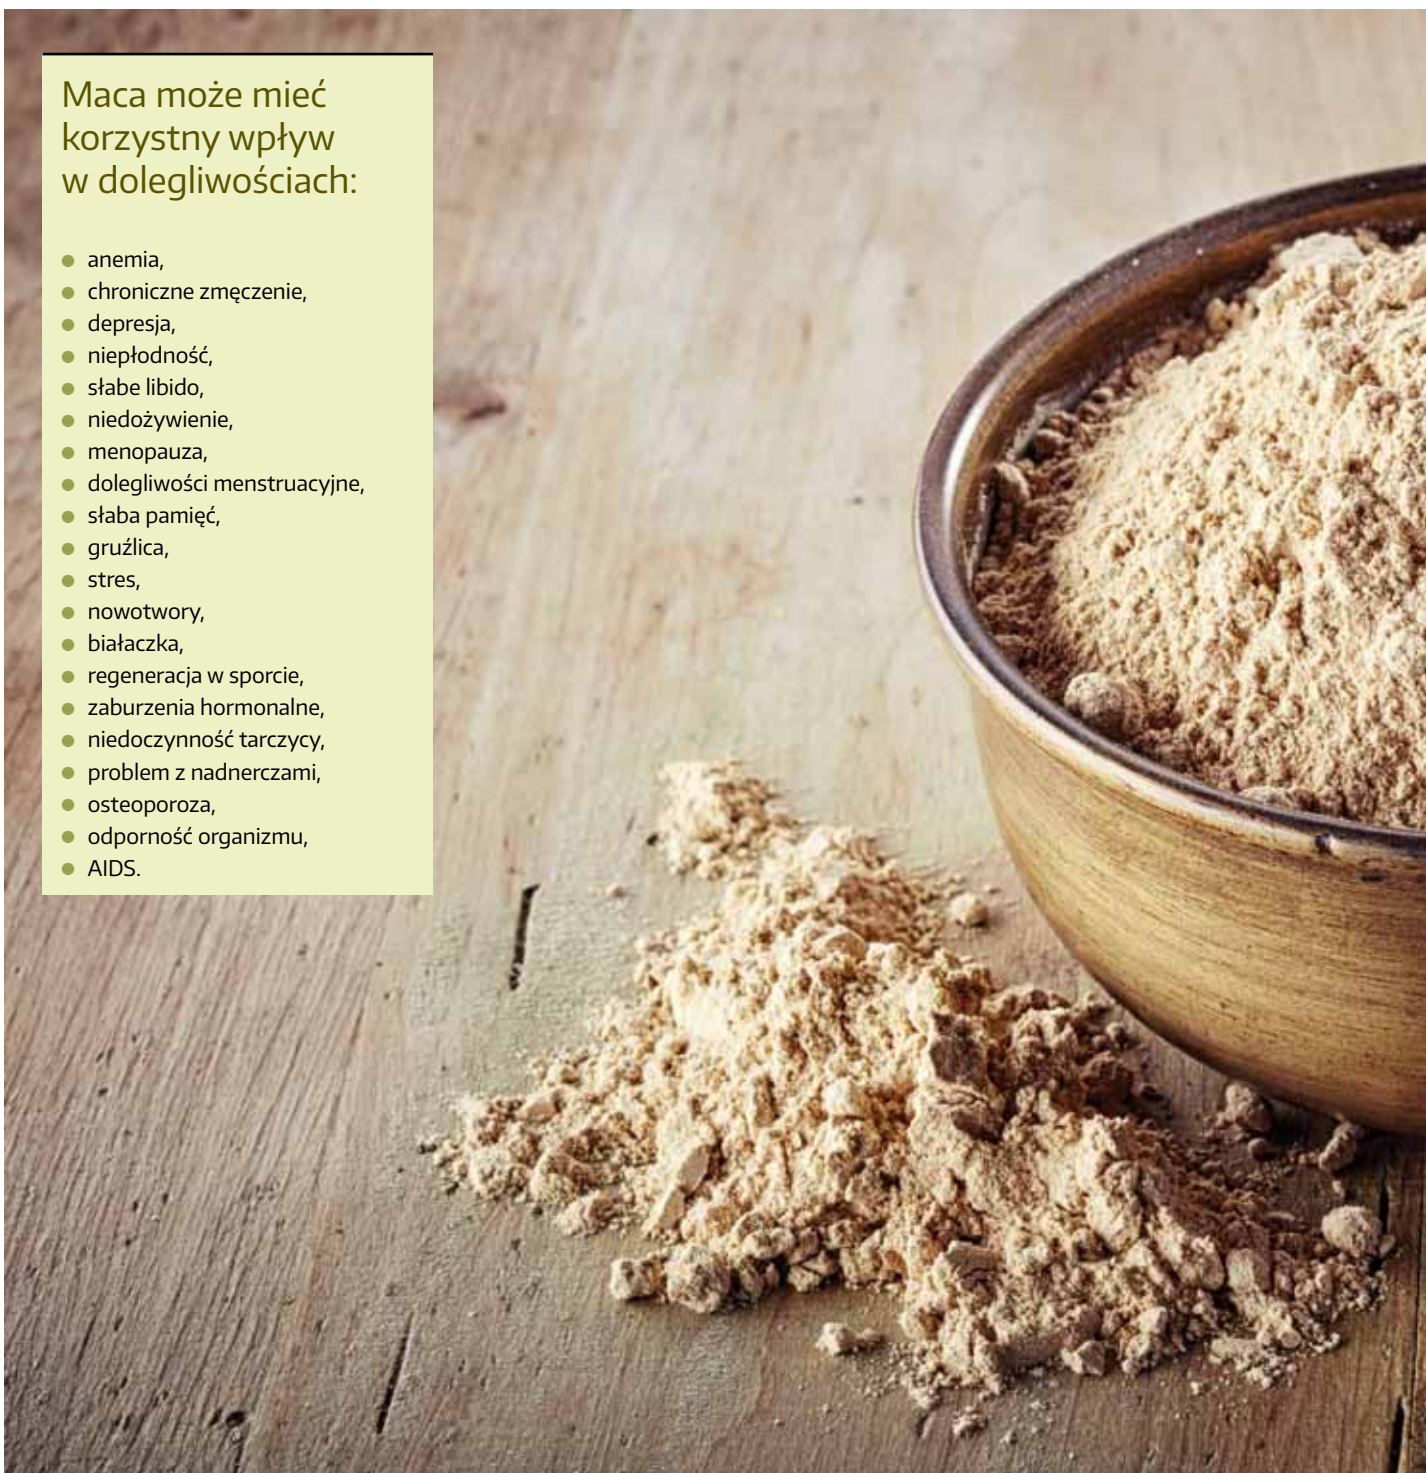 Maca może mieć
korzystny wpływ
w dolegliwościach:
anemia,
chroniczne zmęczenie,
depresja,
niepłodność,
słabe libido,
niedożywienie,
menopauza,
dolegliwości menstruacyjne,
słaba pamięć,
gruźlica,
stres,
nowotwory,
białaczka,
regeneracja w sporcie,
zaburzenia hormonalne,
niedoczynność tarczycy,
problem z nadnerczami,
osteoporoza,
odporność organizmu,
AIDS.